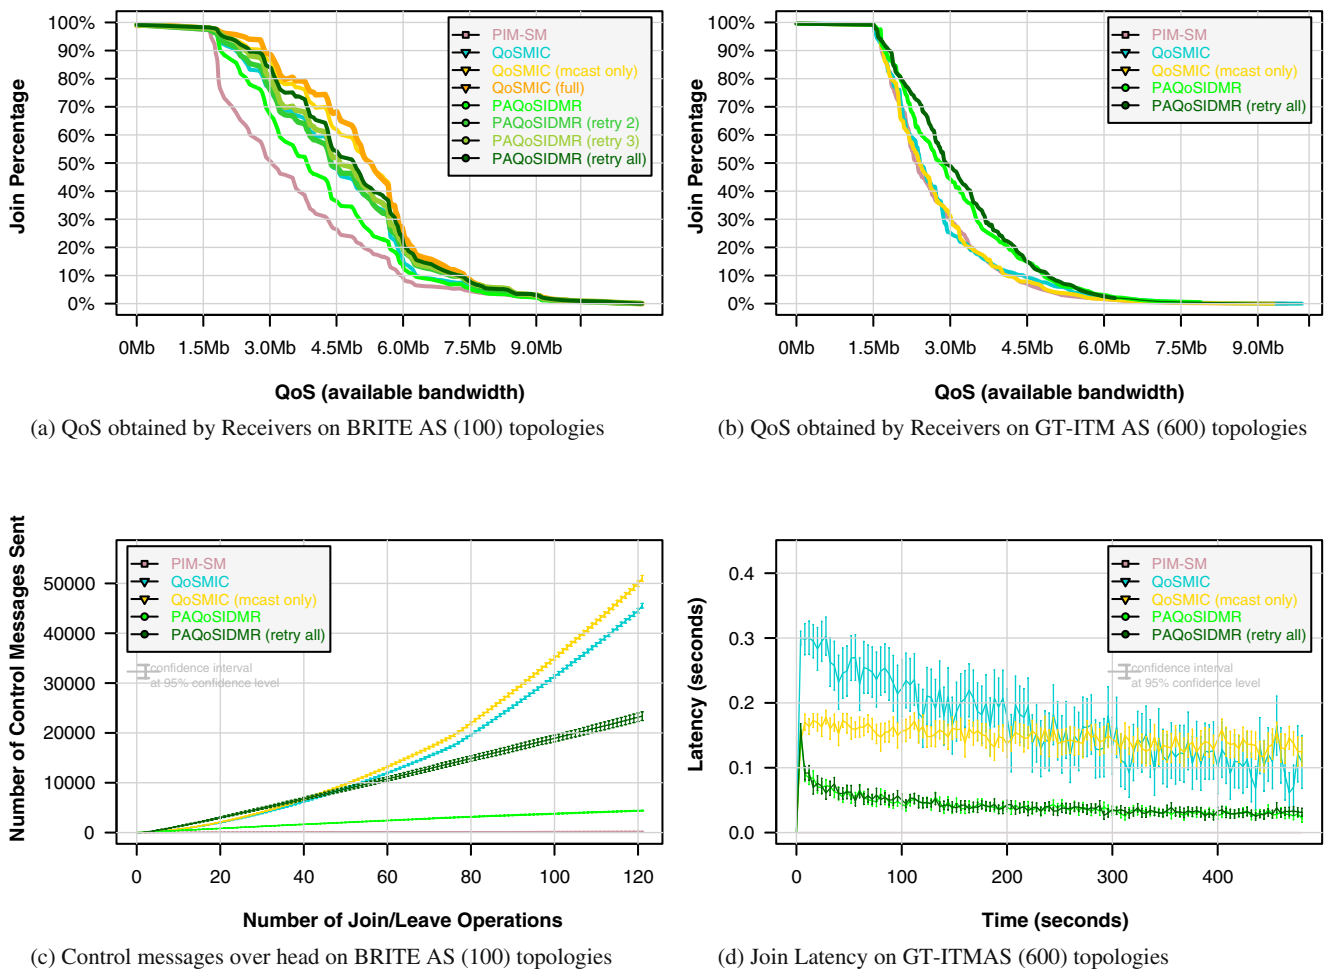 100%
90%
80%
70%
60%
50%
40%
30%
20%
10%
0%
Join Percentage
PIM-SM
QoSMIC
QoSMIC (mcast only)
QoSMIC (full)
PAQoSIDMR
PAQoSIDMR (retry 2)
PAQoSIDMR (retry 3)
PAQoSIDMR (retry all)
0Mb 1.5Mb 3.0Mb 4.5Mb 6.0Mb 7.5Mb 9.0Mb
QoS (available bandwidth)
(a) QoS obtained by Receivers on BRITE AS (100) topologies
100%
90%
80%
70%
60%
50%
40%
30%
20%
10%
0%
Join Percentage
PIM-SM
QoSMIC
QoSMIC (mcast only)
PAQoSIDMR
PAQoSIDMR (retry all)
0Mb 1.5Mb 3.0Mb 4.5Mb 6.0Mb 7.5Mb 9.0Mb
QoS (available bandwidth)
(b) QoS obtained by Receivers on GT-ITM AS (600) topologies
Number of Control Messages Sent
50000
40000
30000
20000
10000
0
PIM-SM
QoSMIC
QoSMIC (mcast only)
PAQoSIDMR
PAQoSIDMR (retry all)
confidence interval
at 95% confidence level
0 20 40 60 80 100 120
Number of Join/Leave Operations
(c) Control messages over head on BRITE AS (100) topologies
Latency (seconds)
0.4
0.3
0.2
0.1
0.0
PIM-SM
QoSMIC
QoSMIC (mcast only)
PAQoSIDMR
PAQoSIDMR (retry all)
confidence interval
at 95% confidence level
0 100 200 300 400
Time (seconds)
(d) Join Latency on GT-ITMAS (600) topologies